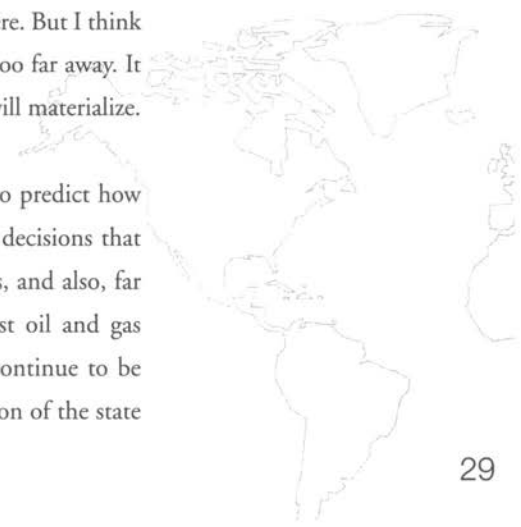 re. But I think
oo far away. It
ill materialize.
o predict how
decisions that
s, and also, far
st oil and gas
ontinue to be
on of the state
29